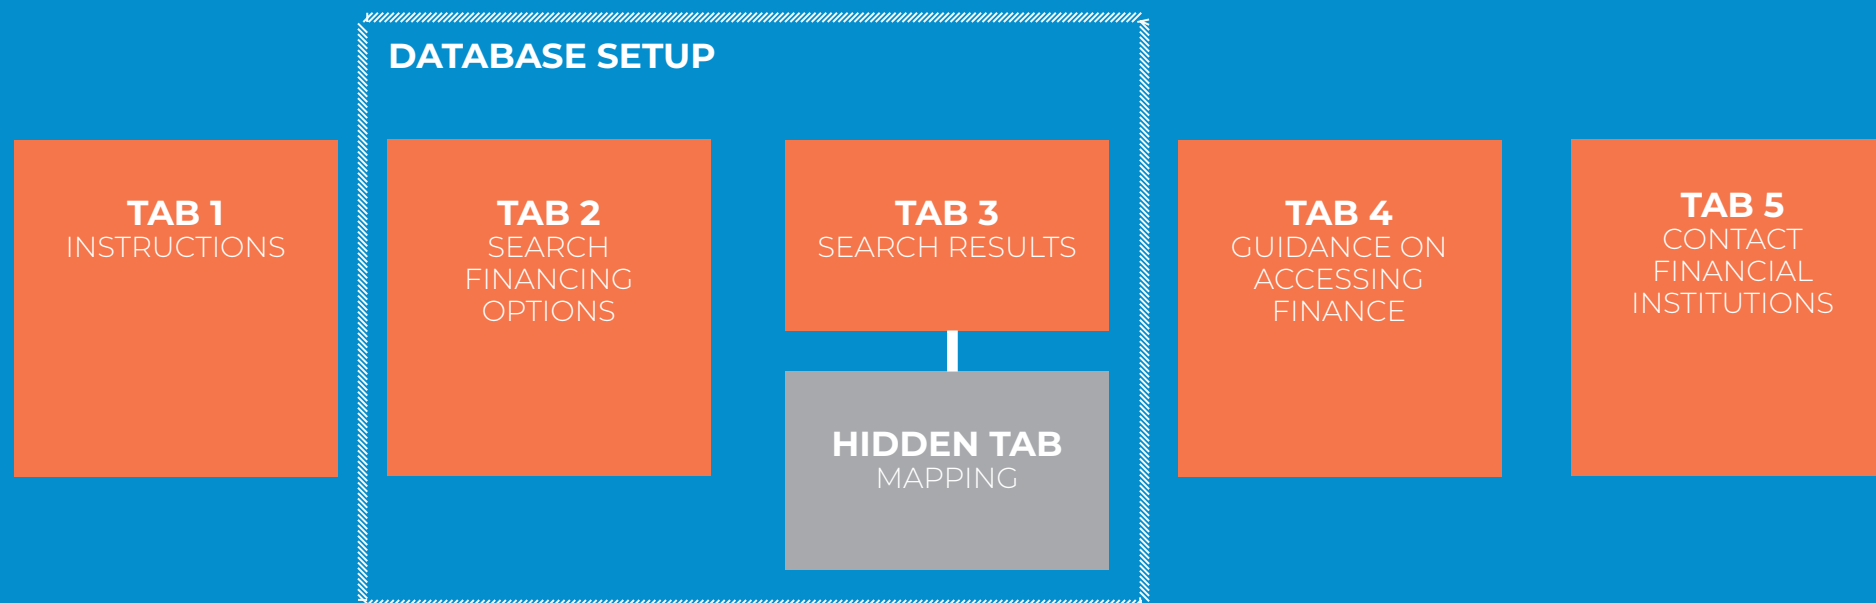 DATABASE SETUP
TAB 1
INSTRUCTIONS
TAB 2
SEARCH
FINANCING
OPTIONS
TAB 3
SEARCH RESULTS
HIDDEN TAB
MAPPING
TAB 4
GUIDANCE ON
ACCESSING
FINANCE
TAB 5
CONTACT
FINANCIAL
INSTITUTIONS